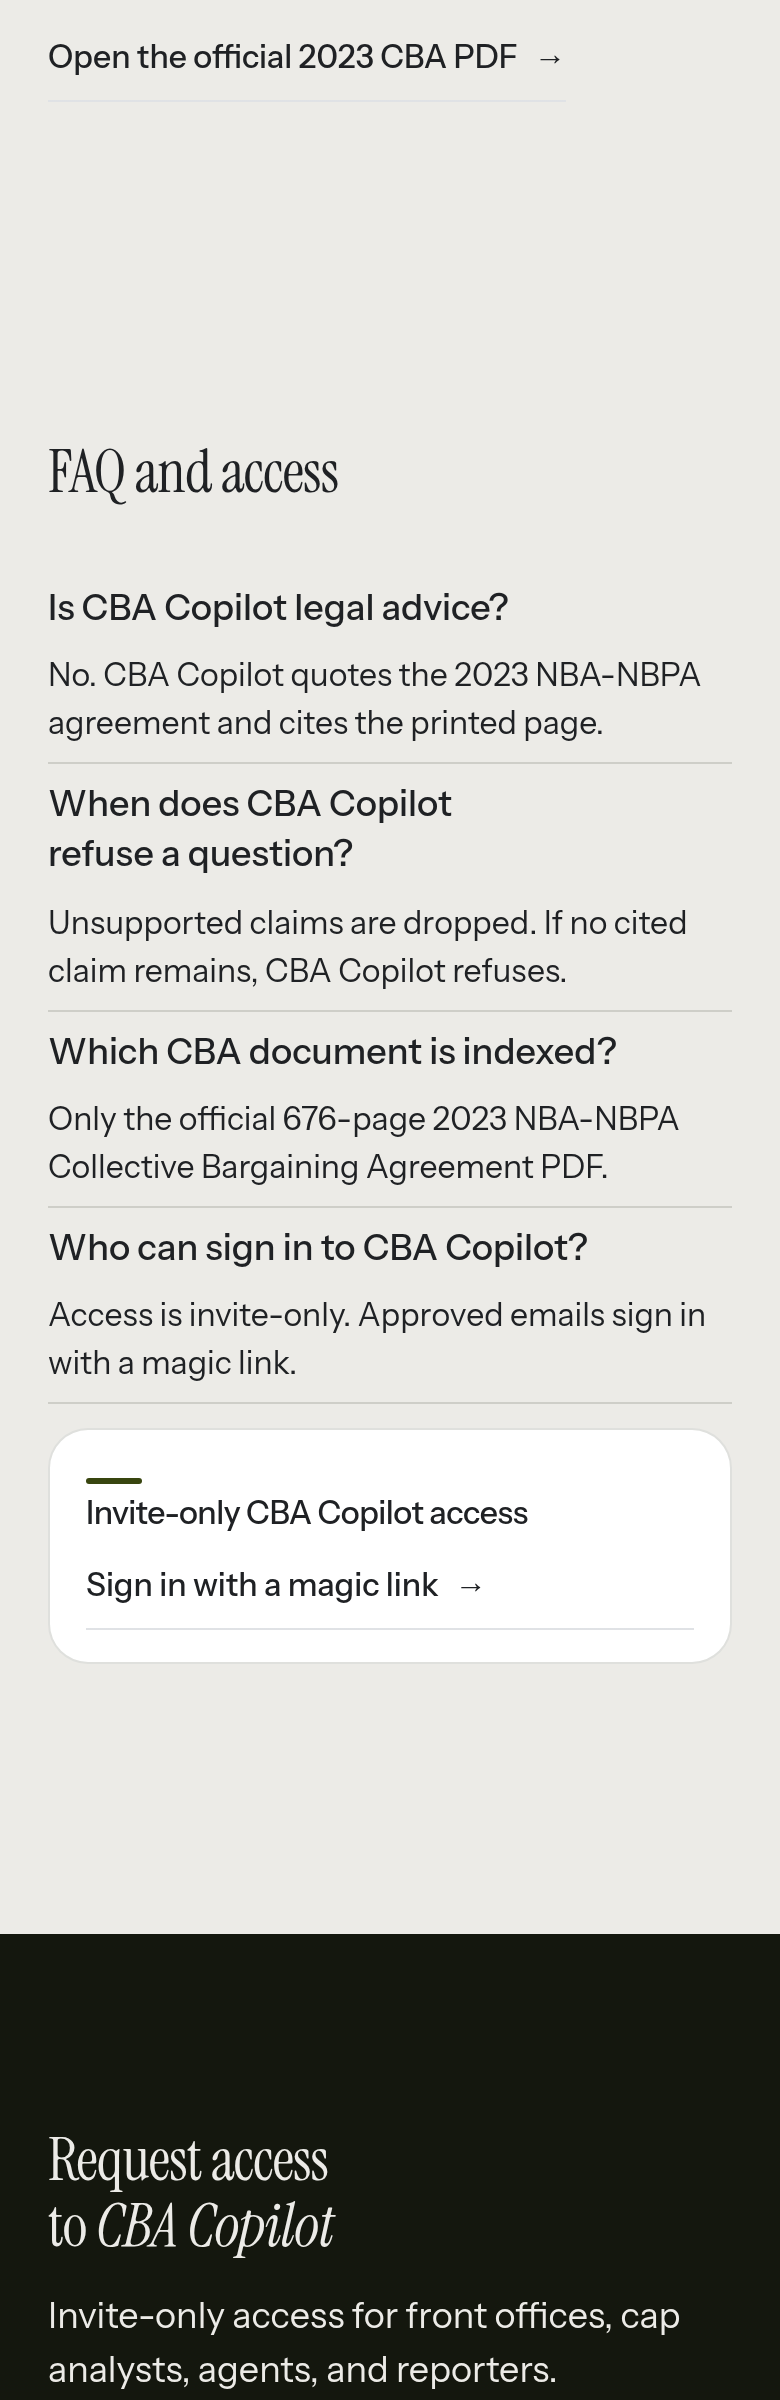 Open the official 2023 CBA PDF →
FAQ and access
Is CBA Copilot legal advice?
No. CBA Copilot quotes the 2023 NBA-NBPA
agreement and cites the printed page.
When does CBA Copilot
refuse a question?
Unsupported claims are dropped. If no cited
claim remains, CBA Copilot refuses.
Which CBA document is indexed?
Only the official 676-page 2023 NBA-NBPA
Collective Bargaining Agreement PDF.
Who can sign in to CBA Copilot?
Access is invite-only. Approved emails sign in
with a magic link.
Invite-only CBA Copilot access
Sign in with a magic link →
Request access
to CBA Copilot
Invite-only access for front offices, cap
analysts, agents, and reporters.